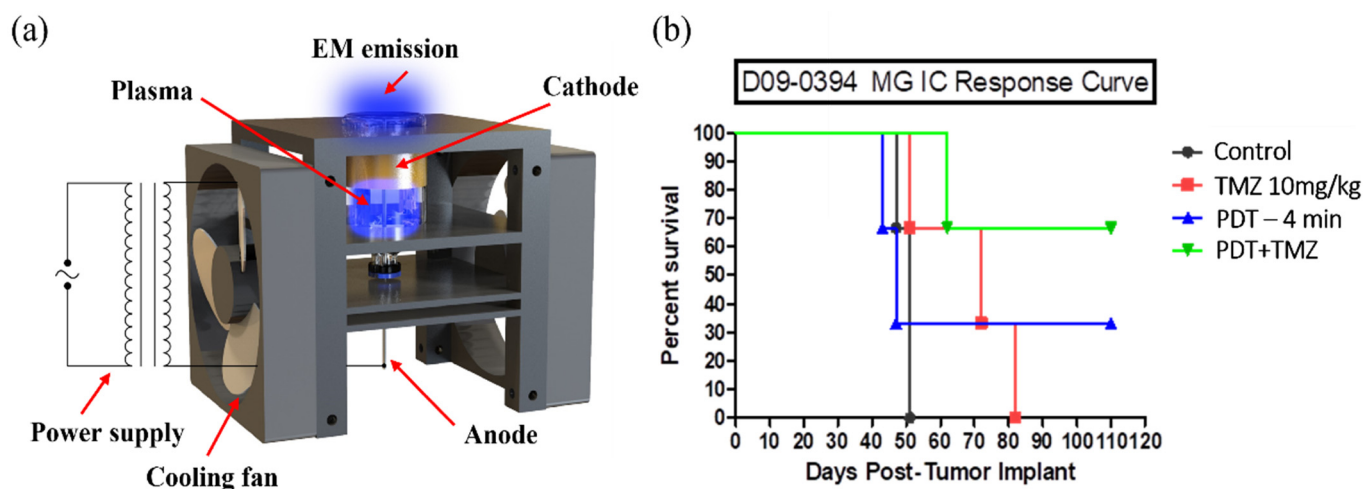 (a)
EM emission
Plasma
Cathode
Power supply
Cooling fan
Anode
(b)
D09-0394 MG IC Response Curve
Percent survival
100
90
80
70
60
50
40
30
20
10
0
0 10 20 30 40 50 60 70 80 90 100 110 120
Days Post-Tumor Implant
Control
TMZ 10mg/kg
PDT – 4 min
PDT+TMZ